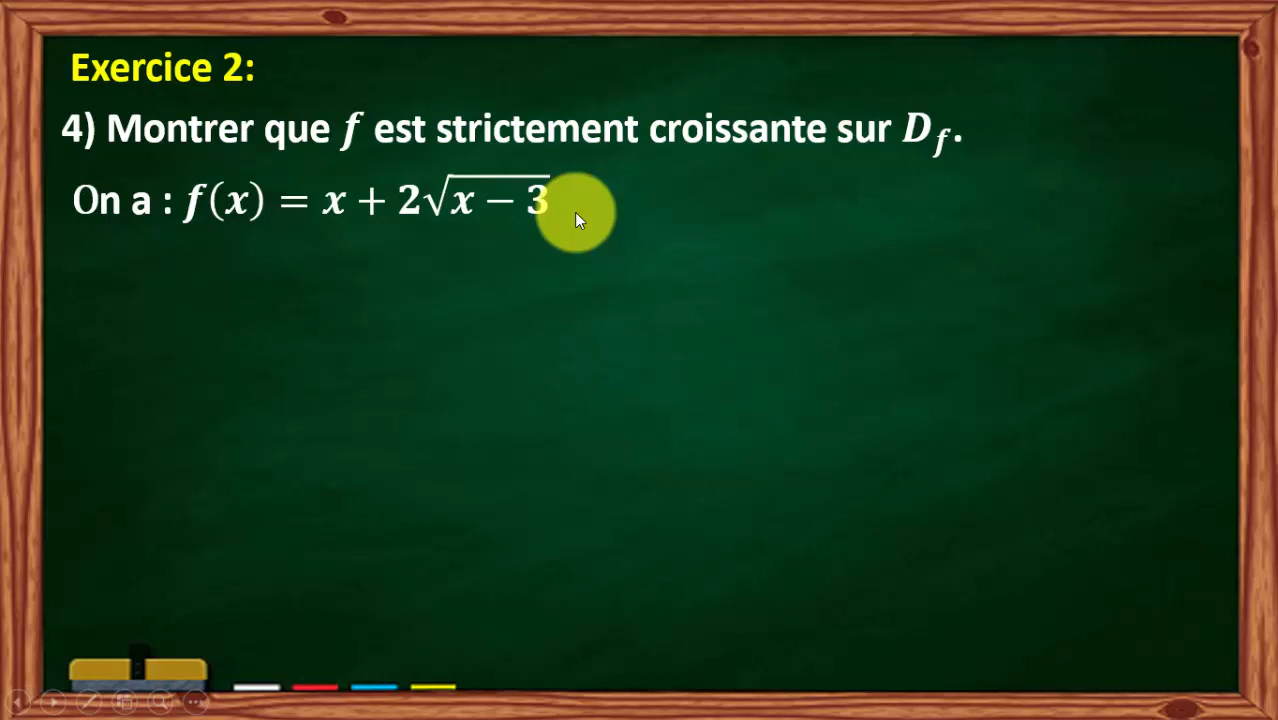 Exercice 2:
4) Montrer que f est strictement croissante sur D_f.
On a : f(x) = x + 2√(x − 3)